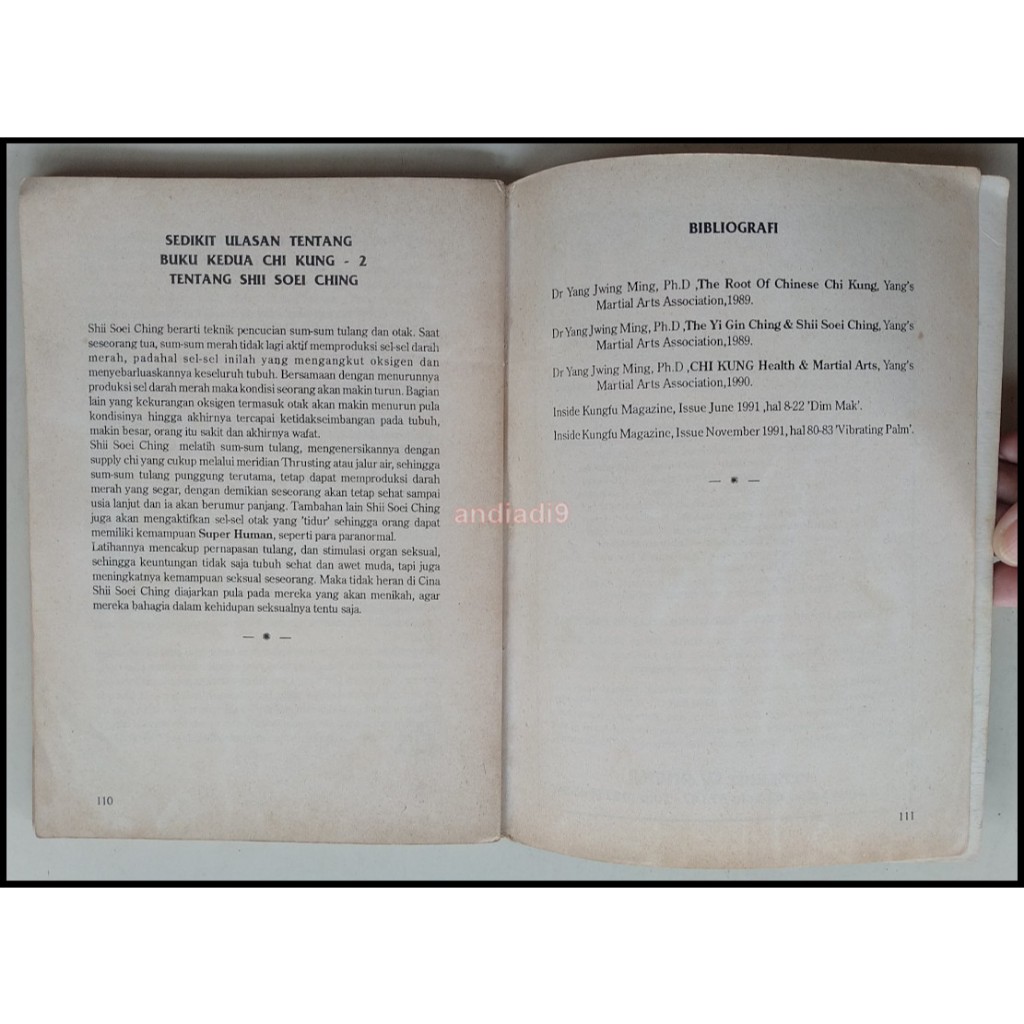 SEDIKIT ULASAN TENTANG
BUKU KEDUA CHI KUNG - 2
TENTANG SHII SOEI CHING
Shii Soei Ching berarti teknik pencucian sum-sum tulang dan otak. Saat
seseorang tua, sum-sum merah tidak lagi aktif memproduksi sel-sel darah
merah, padahal sel-sel inilah yang mengangkut oksigen dan
menyebarluaskannya keseluruh tubuh. Bersamaan dengan menurunnya
produksi sel darah merah maka kondisi seorang akan makin turun. Bagian
lain yang kekurangan oksigen termasuk otak akan makin menurun pula
kondisinya hingga akhirnya tercapai ketidakseimbangan pada tubuh,
makin besar, orang itu sakit dan akhirnya wafat.
Shii Soei Ching melatih sum-sum tulang, mengenersikannya dengan
supply chi yang cukup melalui meridian Thrusting atau jalur air, sehingga
sum-sum tulang punggung terutama, tetap dapat memproduksi darah
merah yang segar, dengan demikian seseorang akan tetap sehat sampai
usia lanjut dan ia akan berumur panjang. Tambahan lain Shii Soei Ching
juga akan mengaktifkan sel-sel otak yang 'tidur' sehingga orang dapat
memiliki kemampuan Super Human, seperti para paranormal.
Latihannya mencakup pernapasan tulang, dan stimulasi organ seksual,
sehingga keuntungan tidak saja tubuh sehat dan awet muda, tapi juga
meningkatnya kemampuan seksual seseorang. Maka tidak heran di Cina
Shii Soei Ching diajarkan pula pada mereka yang akan menikah, agar
mereka bahagia dalam kehidupan seksualnya tentu saja.
110
BIBLIOGRAFI
Dr Yang Jwing Ming, Ph.D ,The Root Of Chinese Chi Kung, Yang's
Martial Arts Association,1989.
Dr Yang Jwing Ming, Ph.D ,The Yi Gin Ching & Shii Soei Ching, Yang's
Martial Arts Association,1989.
Dr Yang Jwing Ming, Ph.D ,CHI KUNG Health & Martial Arts, Yang's
Martial Arts Association, 1990.
Inside Kungfu Magazine, Issue June 1991 ,hal 8-22 'Dim Mak'.
Inside Kungfu Magazine, Issue November 1991, hal 80-83 'Vibrating Palm'.
111
andiadi9